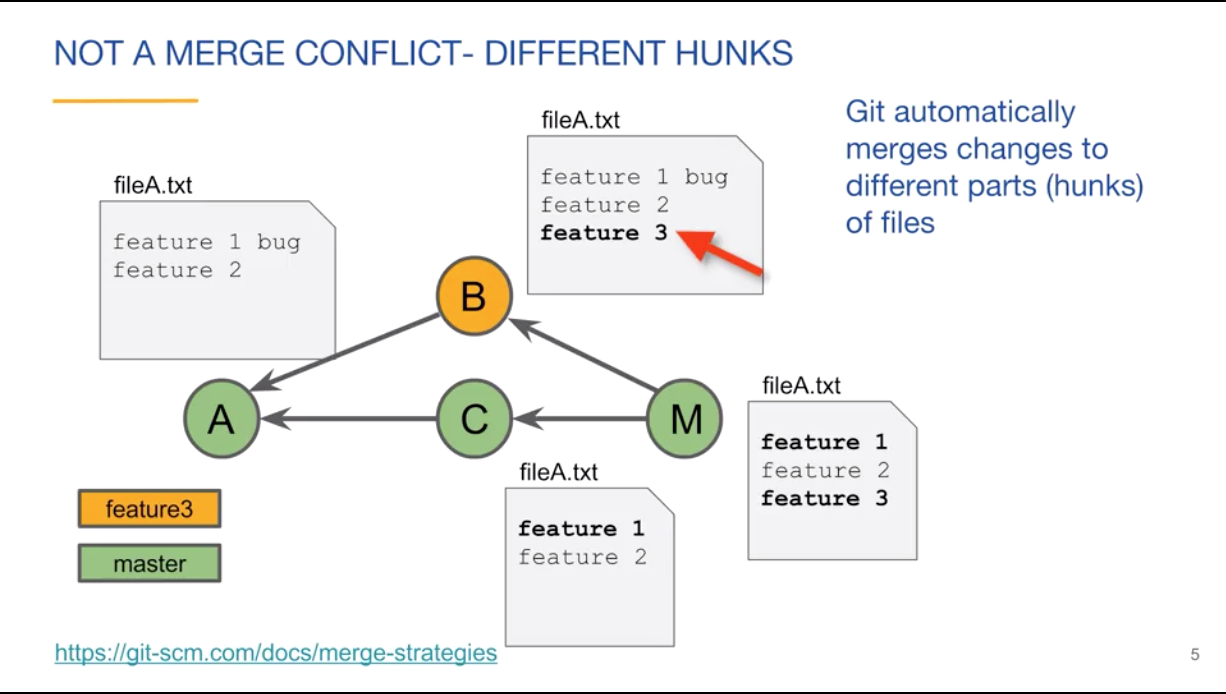 NOT A MERGE CONFLICT- DIFFERENT HUNKS
Git automatically
merges changes to
different parts (hunks)
of files
fileA.txt
feature 1 bug
feature 2
feature 3
fileA.txt
feature 1 bug
feature 2
B
A
C
M
fileA.txt
feature 1
feature 2
feature 3
fileA.txt
feature 1
feature 2
feature3
master
https://git-scm.com/docs/merge-strategies
5